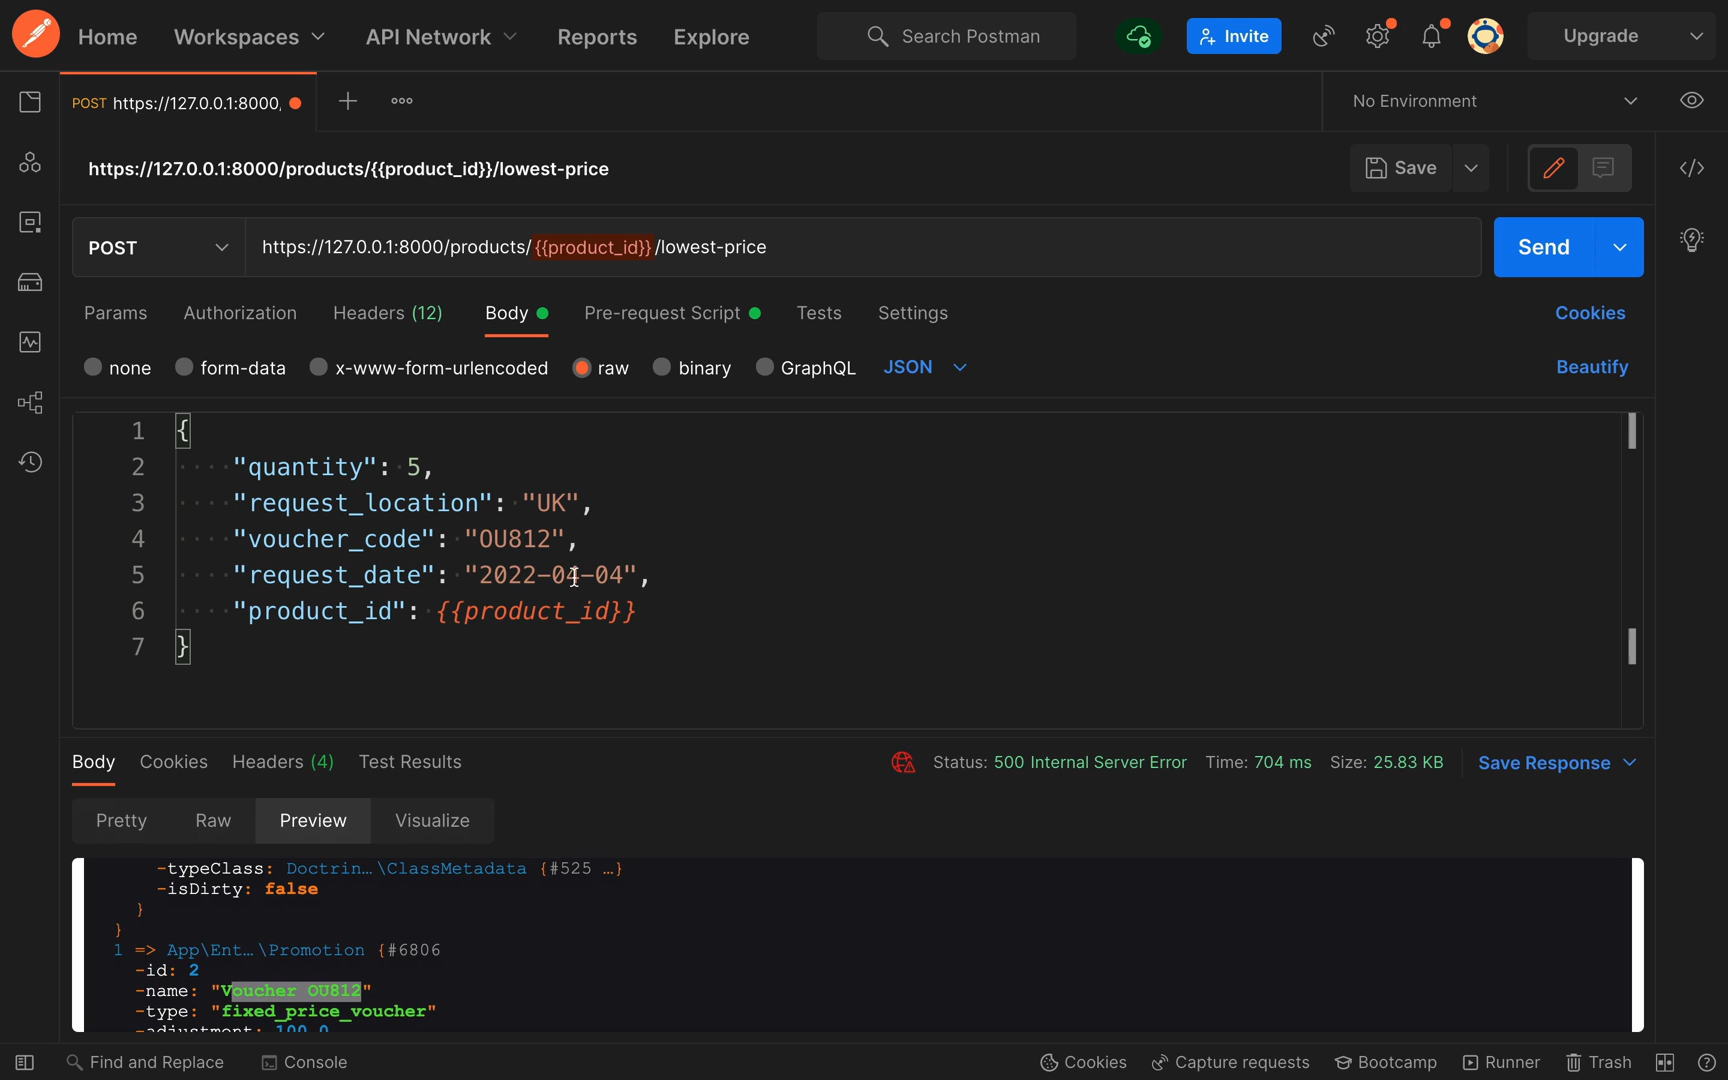 Home Workspaces API Network Reports Explore Search Postman Invite Upgrade
POST https://127.0.0.1:8000, No Environment
https://127.0.0.1:8000/products/{{product_id}}/lowest-price Save
POST https://127.0.0.1:8000/products/{{product_id}}/lowest-price Send
Params Authorization Headers (12) Body Pre-request Script Tests Settings Cookies
none form-data x-www-form-urlencoded raw binary GraphQL JSON Beautify
1 {
2 "quantity": 5,
3 "request_location": "UK",
4 "voucher_code": "OU812",
5 "request_date": "2022-04-04",
6 "product_id": {{product_id}}
7 }
Body Cookies Headers (4) Test Results Status: 500 Internal Server Error Time: 704 ms Size: 25.83 KB Save Response
Pretty Raw Preview Visualize
-typeClass: Doctrin…\ClassMetadata {#525 …}
-isDirty: false
}
}
1 => App\Ent…\Promotion {#6806
-id: 2
-name: "Voucher OU812"
-type: "fixed_price_voucher"
-adjustment: 100.0
Find and Replace Console Cookies Capture requests Bootcamp Runner Trash